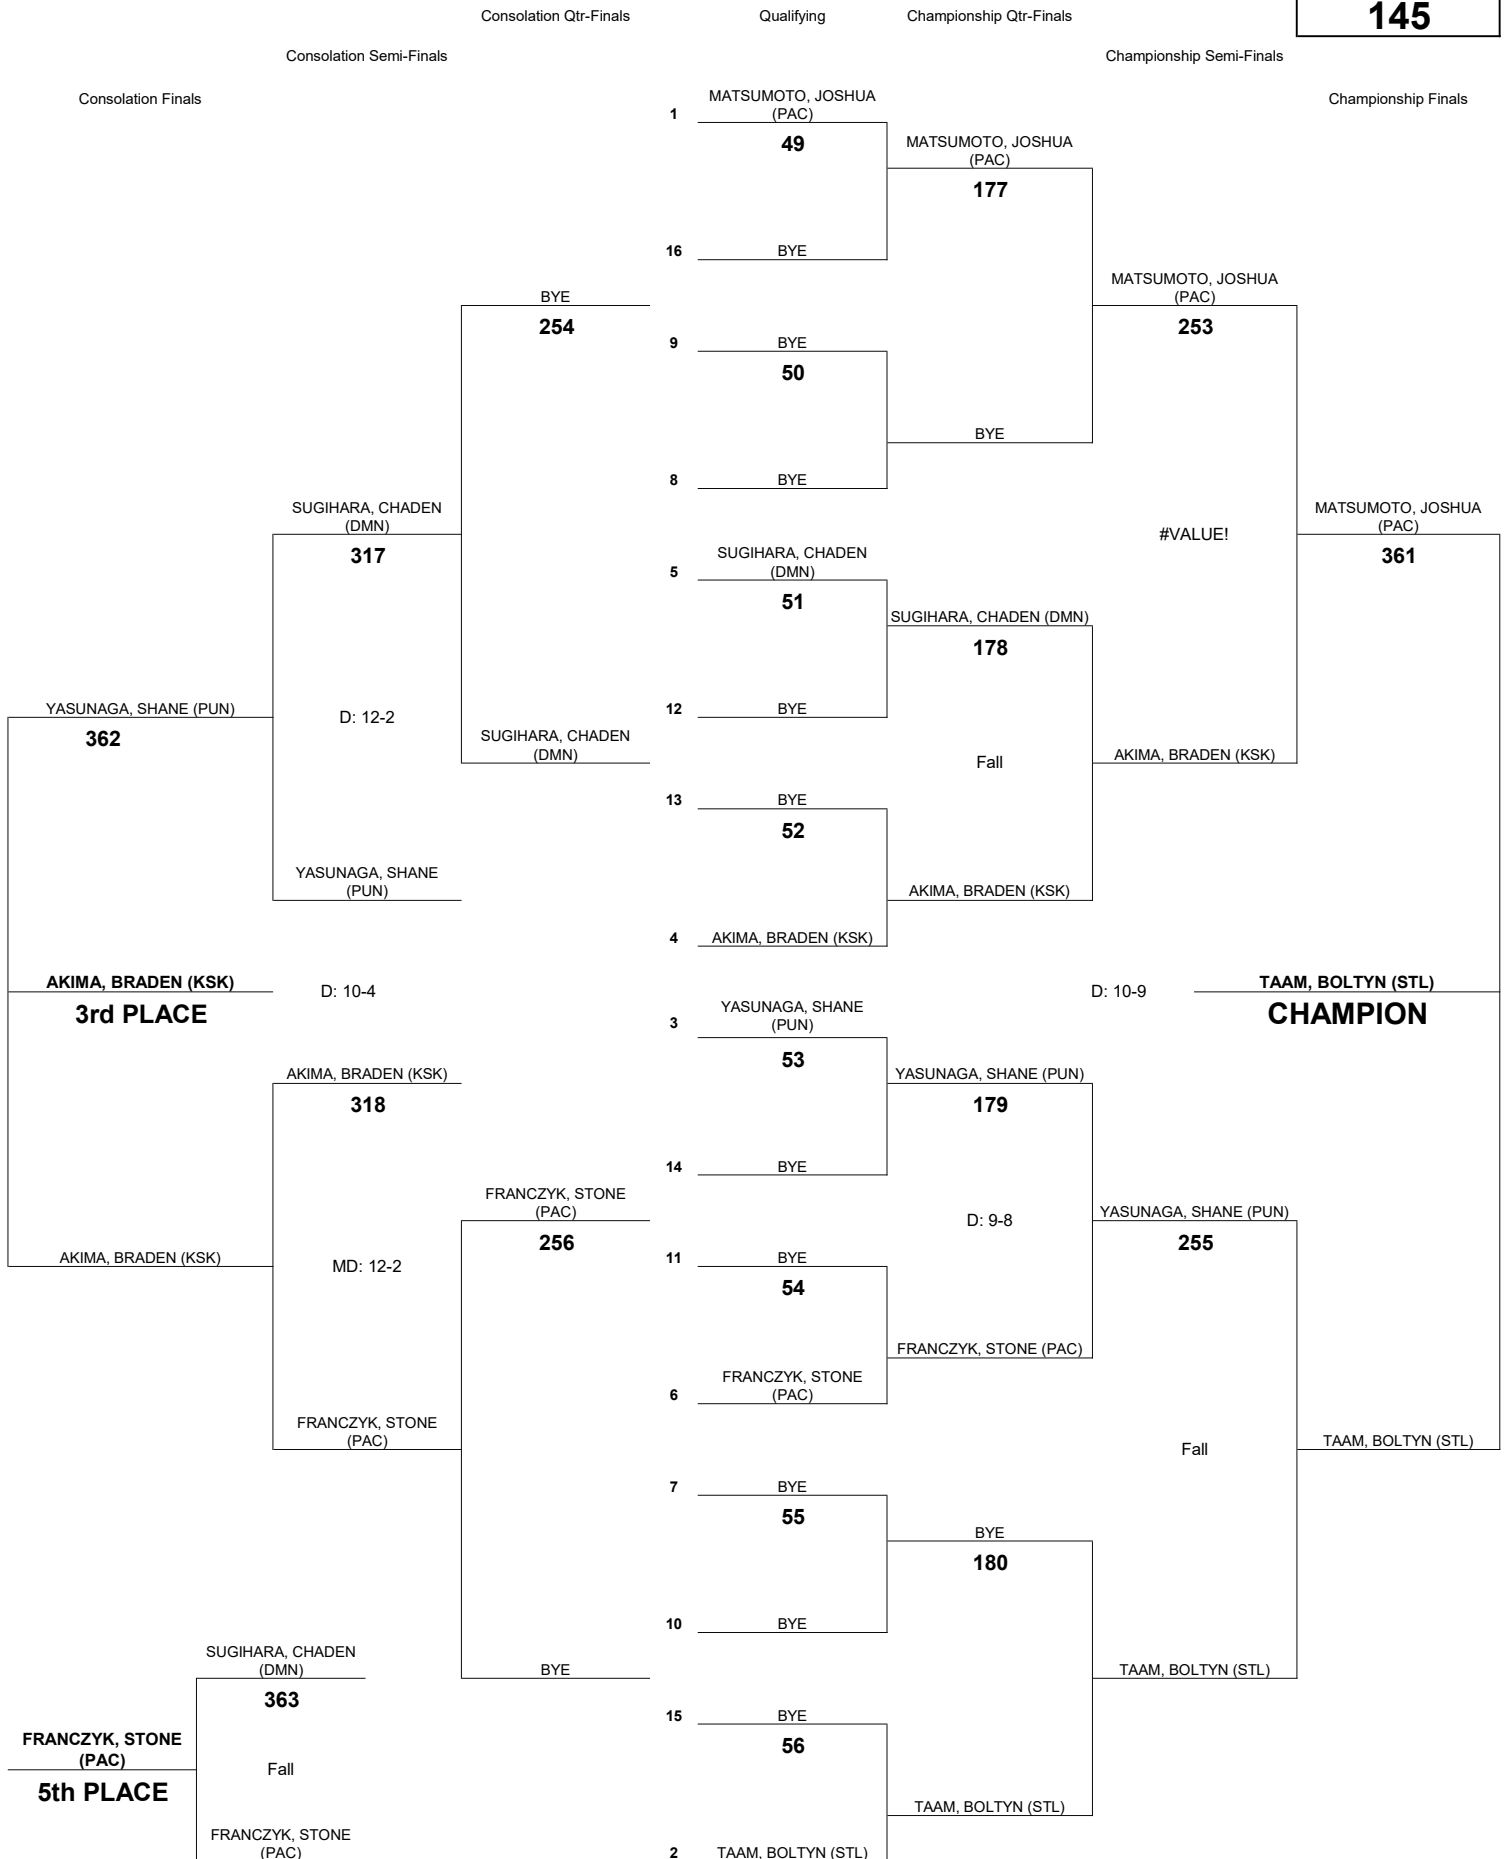 Consolation Qtr-Finals
Qualifying
Championship Qtr-Finals
145
Consolation Semi-Finals
Championship Semi-Finals
Consolation Finals
Championship Finals
MATSUMOTO, JOSHUA
(PAC)
1
49
MATSUMOTO, JOSHUA
(PAC)
177
16
BYE
MATSUMOTO, JOSHUA
(PAC)
253
BYE
254
9
BYE
50
BYE
8
BYE
SUGIHARA, CHADEN
(DMN)
317
#VALUE!
MATSUMOTO, JOSHUA
(PAC)
361
SUGIHARA, CHADEN
(DMN)
5
51
SUGIHARA, CHADEN (DMN)
178
YASUNAGA, SHANE (PUN)
362
D: 12-2
12
BYE
SUGIHARA, CHADEN
(DMN)
Fall
AKIMA, BRADEN (KSK)
13
BYE
52
YASUNAGA, SHANE
(PUN)
AKIMA, BRADEN (KSK)
4
AKIMA, BRADEN (KSK)
AKIMA, BRADEN (KSK)
3rd PLACE
D: 10-4
D: 10-9
TAAM, BOLTYN (STL)
CHAMPION
YASUNAGA, SHANE
(PUN)
3
53
AKIMA, BRADEN (KSK)
318
YASUNAGA, SHANE (PUN)
179
14
BYE
FRANCZYK, STONE
(PAC)
256
D: 9-8
YASUNAGA, SHANE (PUN)
255
AKIMA, BRADEN (KSK)
MD: 12-2
11
BYE
54
FRANCZYK, STONE (PAC)
FRANCZYK, STONE
(PAC)
6
FRANCZYK, STONE
(PAC)
Fall
TAAM, BOLTYN (STL)
7
BYE
55
BYE
180
10
BYE
SUGIHARA, CHADEN
(DMN)
363
BYE
TAAM, BOLTYN (STL)
15
BYE
56
FRANCZYK, STONE
(PAC)
5th PLACE
Fall
TAAM, BOLTYN (STL)
FRANCZYK, STONE
(PAC)
2
TAAM, BOLTYN (STL)